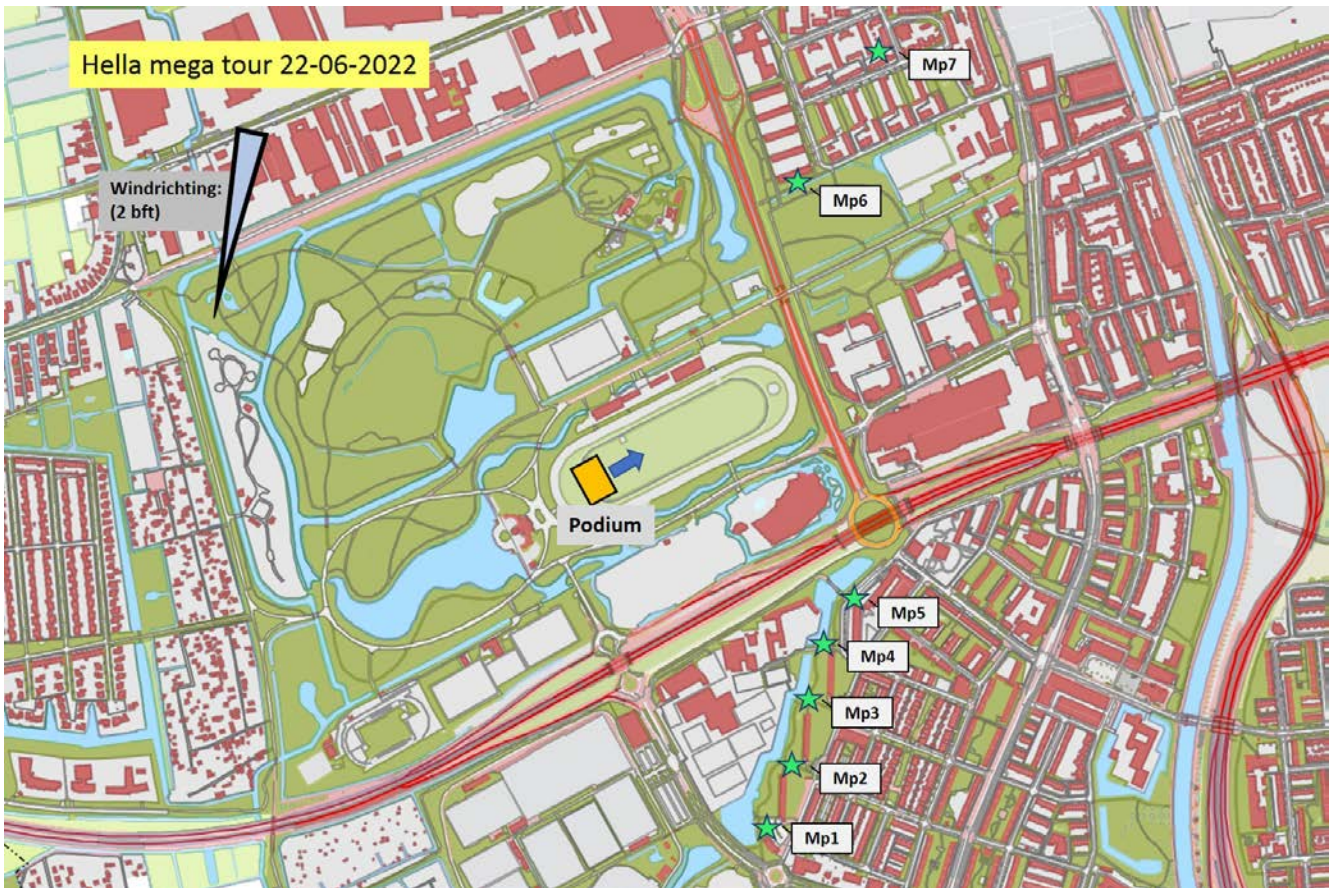 Hella mega tour 22-06-2022
Windrichting:
(2 bft)
Mp7
Mp6
Podium
Mp5
Mp4
Mp3
Mp2
Mp1